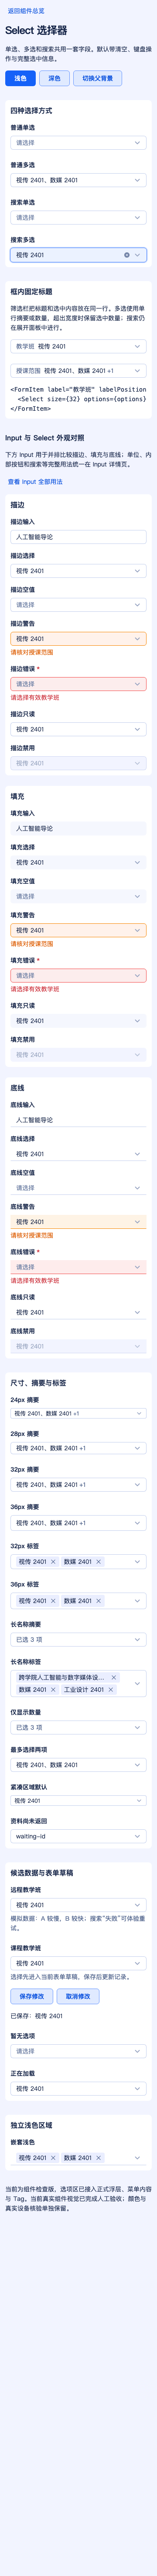 返回组件总览
Select 选择器
单选、多选和搜索共用一套字段。默认带清空，键盘操
作与完整选中信息。
浅色
深色
切换父背景
四种选择方式
普通单选
请选择
普通多选
视传 2401、数媒 2401
搜索单选
请选择
搜索多选
视传 2401
框内固定标题
筛选栏把标题和选中内容放在同一行。多选使用单
行摘要或数量，超出宽度时保留选中数量；搜索仍
在展开面板中进行。
教学班 视传 2401
授课范围 视传 2401、数媒 2401 +1
<FormItem label="教学班" labelPosition
<Select size={32} options={options}
</FormItem>
Input 与 Select 外观对照
下方 Input 用于并排比较描边、填充与底线；单位、内
部按钮和搜索等完整用法统一在 Input 详情页。
查看 Input 全部用法
描边
描边输入
人工智能导论
描边选择
视传 2401
描边空值
请选择
描边警告
视传 2401
请核对授课范围
描边错误 *
请选择
请选择有效教学班
描边只读
视传 2401
描边禁用
视传 2401
填充
填充输入
人工智能导论
填充选择
视传 2401
填充空值
请选择
填充警告
视传 2401
请核对授课范围
填充错误 *
请选择
请选择有效教学班
填充只读
视传 2401
填充禁用
视传 2401
底线
底线输入
人工智能导论
底线选择
视传 2401
底线空值
请选择
底线警告
视传 2401
请核对授课范围
底线错误 *
请选择
请选择有效教学班
底线只读
视传 2401
底线禁用
视传 2401
尺寸、摘要与标签
24px 摘要
视传 2401、数媒 2401 +1
28px 摘要
视传 2401、数媒 2401 +1
32px 摘要
视传 2401、数媒 2401 +1
36px 摘要
视传 2401、数媒 2401 +1
32px 标签
视传 2401 数媒 2401
36px 标签
视传 2401 数媒 2401
长名称摘要
已选 3 项
长名称标签
跨学院人工智能与数字媒体设...
数媒 2401 工业设计 2401
仅显示数量
已选 3 项
最多选择两项
视传 2401、数媒 2401
紧凑区域默认
视传 2401
资料尚未返回
waiting-id
候选数据与表单草稿
远程教学班
视传 2401
模拟数据：A 较慢，B 较快；搜索“失败”可体验重
试。
课程教学班
视传 2401
选择先进入当前表单草稿，保存后更新记录。
保存修改
取消修改
已保存：视传 2401
暂无选项
请选择
正在加载
视传 2401
独立浅色区域
嵌套浅色
视传 2401 数媒 2401
当前为组件检查版，选项区已接入正式浮层、菜单内容
与 Tag。当前真实组件视觉已完成人工验收；颜色与
真实设备核验单独保留。